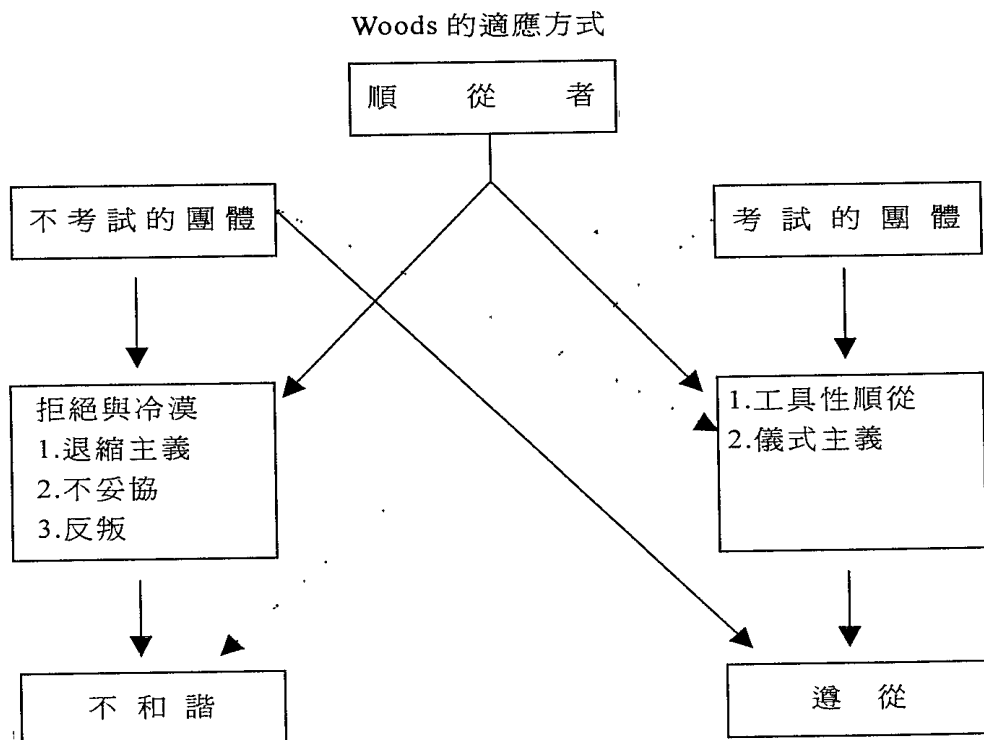 Woods 的適應方式
順從者
不考試的團體
考試的團體
拒絕與冷漠
1.退縮主義
2.不妥協
3.反叛
1.工具性順從
2.儀式主義
不和諧
遵從